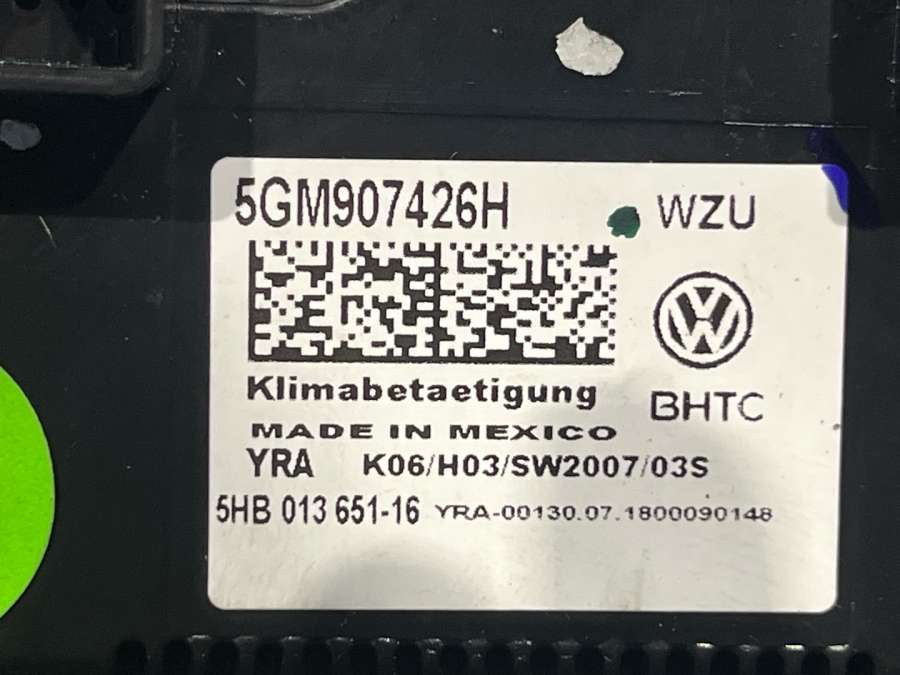 5GM907426H WZU
Klimabetaetigung
BHTC
MADE IN MEXICO
YRA K06/H03/SW2007/03S
5HB 013 651-16 YRA-00130.07.1800090148